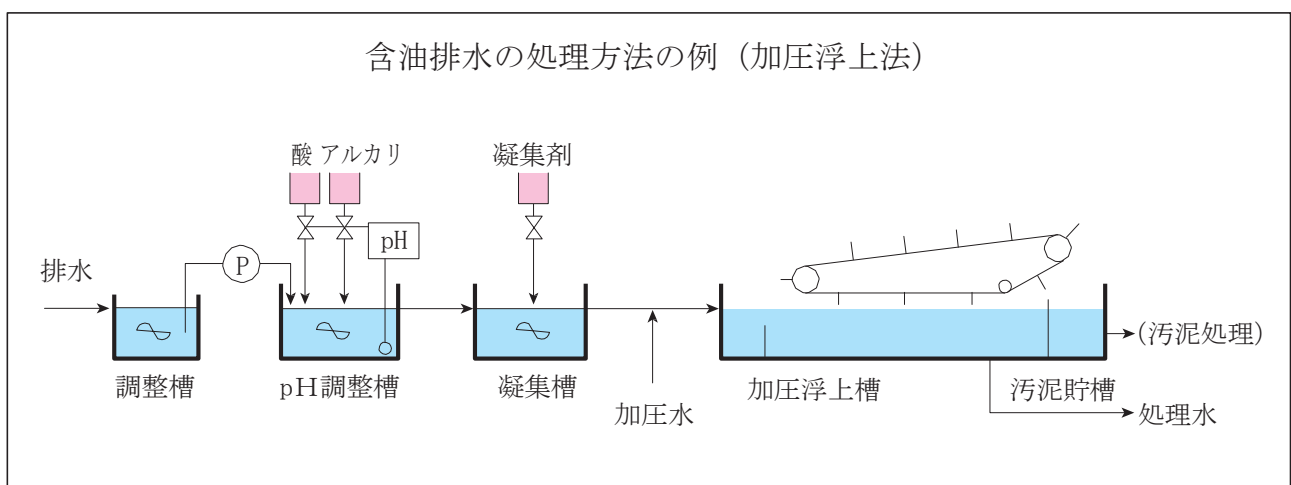 含油排水の処理方法の例（加圧浮上法）
酸 アルカリ
凝集剤
pH
排水
P
調整槽
pH調整槽
凝集槽
加圧水
加圧浮上槽
汚泥貯槽
(汚泥処理)
処理水